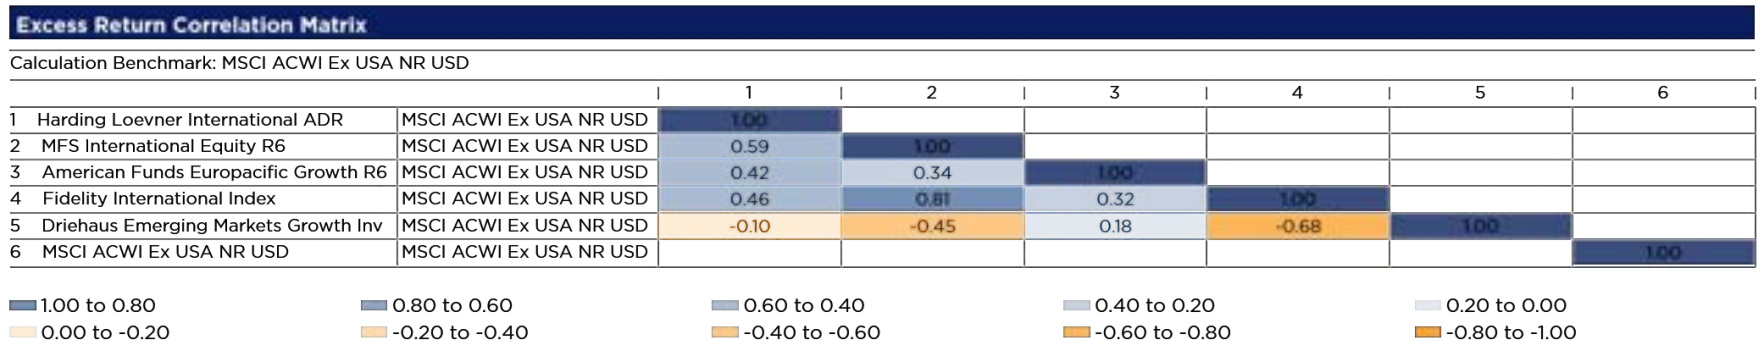 Excess Return Correlation Matrix
Calculation Benchmark: MSCI ACWI Ex USA NR USD
1 2 3 4 5 6
1 Harding Loevner International ADR MSCI ACWI Ex USA NR USD 1.00
2 MFS International Equity R6 MSCI ACWI Ex USA NR USD 0.59 1.00
3 American Funds Europacific Growth R6 MSCI ACWI Ex USA NR USD 0.42 0.34 1.00
4 Fidelity International Index MSCI ACWI Ex USA NR USD 0.46 0.81 0.32 1.00
5 Driehaus Emerging Markets Growth Inv MSCI ACWI Ex USA NR USD -0.10 -0.45 0.18 -0.68 1.00
6 MSCI ACWI Ex USA NR USD MSCI ACWI Ex USA NR USD 1.00
1.00 to 0.80 0.80 to 0.60 0.60 to 0.40 0.40 to 0.20 0.20 to 0.00
0.00 to -0.20 -0.20 to -0.40 -0.40 to -0.60 -0.60 to -0.80 -0.80 to -1.00